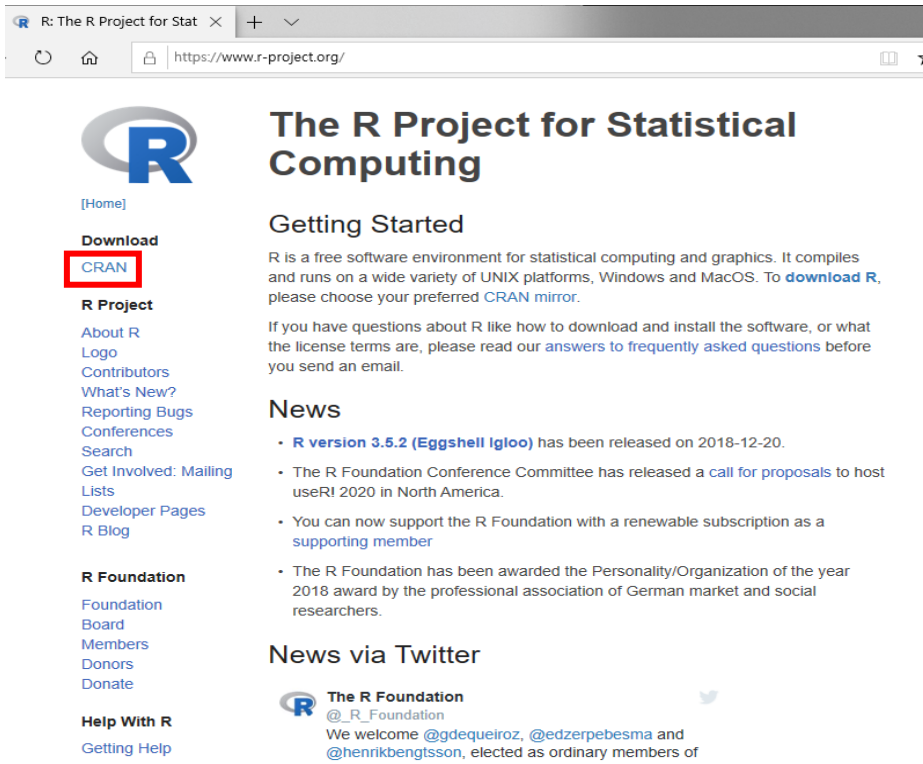 R: The R Project for Stat
https://www.r-project.org/
R
The R Project for Statistical
Computing
[Home]
Download
CRAN
R Project
About R
Logo
Contributors
What's New?
Reporting Bugs
Conferences
Search
Get Involved: Mailing
Lists
Developer Pages
R Blog
R Foundation
Foundation
Board
Members
Donors
Donate
Help With R
Getting Help
Getting Started
R is a free software environment for statistical computing and graphics. It compiles
and runs on a wide variety of UNIX platforms, Windows and MacOS. To download R,
please choose your preferred CRAN mirror.
If you have questions about R like how to download and install the software, or what
the license terms are, please read our answers to frequently asked questions before
you send an email.
News
• R version 3.5.2 (Eggshell Igloo) has been released on 2018-12-20.
• The R Foundation Conference Committee has released a call for proposals to host
useR! 2020 in North America.
• You can now support the R Foundation with a renewable subscription as a
supporting member
• The R Foundation has been awarded the Personality/Organization of the year
2018 award by the professional association of German market and social
researchers.
News via Twitter
R
The R Foundation
@_R_Foundation
We welcome @gdequeiroz, @edzerpebesma and
@henrikbengtsson, elected as ordinary members of